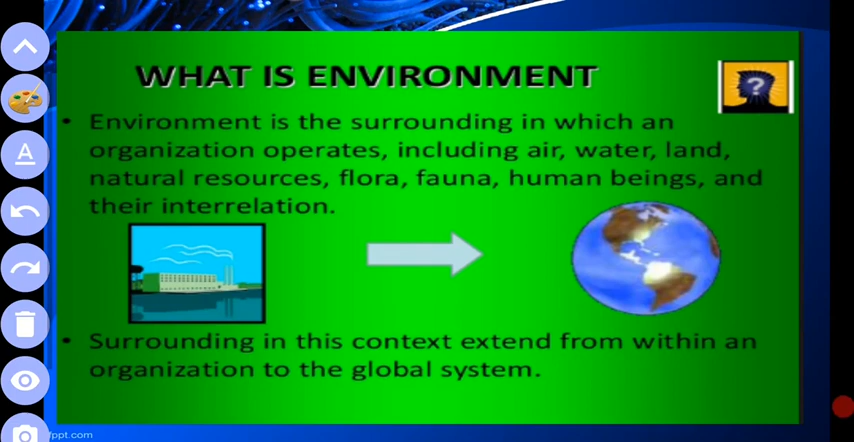 WHAT IS ENVIRONMENT
?
• Environment is the surrounding in which an
organization operates, including air, water, land,
natural resources, flora, fauna, human beings, and
their interrelation.
• Surrounding in this context extend from within an
organization to the global system.
A
fppt.com